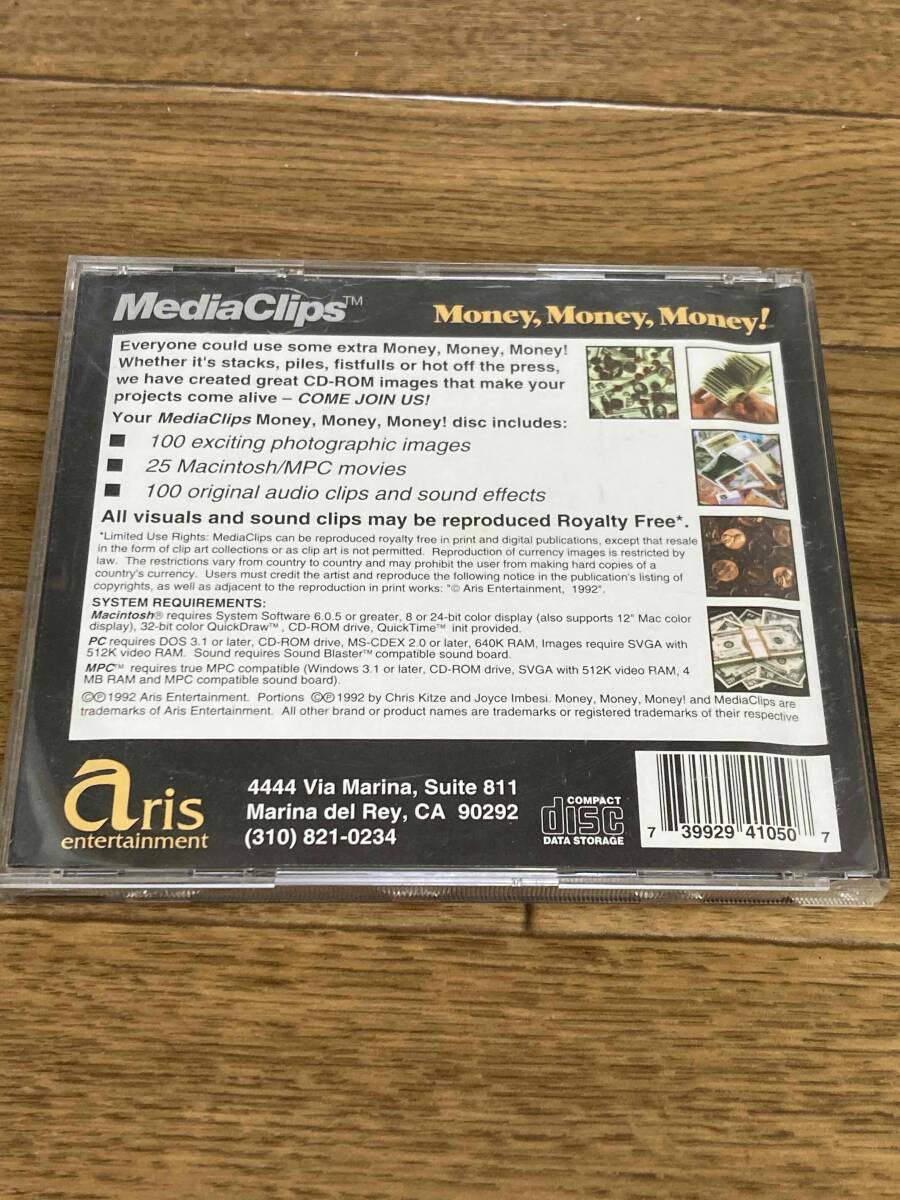 MediaClips™
Money, Money, Money!
Everyone could use some extra Money, Money, Money!
Whether it's stacks, piles, fistfulls or hot off the press,
we have created great CD-ROM images that make your
projects come alive – COME JOIN US!
Your MediaClips Money, Money, Money! disc includes:
■ 100 exciting photographic images
■ 25 Macintosh/MPC movies
■ 100 original audio clips and sound effects
All visuals and sound clips may be reproduced Royalty Free*.
*Limited Use Rights: MediaClips can be reproduced royalty free in print and digital publications, except that resale
in the form of clip art collections or as clip art is not permitted. Reproduction of currency images is restricted by
law. The restrictions vary from country to country and may prohibit the user from making hard copies of a
country's currency. Users must credit the artist and reproduce the following notice in the publication's listing of
copyrights, as well as adjacent to the reproduction in print works: "© Aris Entertainment, 1992".
SYSTEM REQUIREMENTS:
Macintosh® requires System Software 6.0.5 or greater, 8 or 24-bit color display (also supports 12" Mac color
display), 32-bit color QuickDraw™, CD-ROM drive, QuickTime™ init provided.
PC requires DOS 3.1 or later, CD-ROM drive, MS-CDEX 2.0 or later, 640K RAM, Images require SVGA with
512K video RAM. Sound requires Sound Blaster™ compatible sound board.
MPC™ requires true MPC compatible (Windows 3.1 or later, CD-ROM drive, SVGA with 512K video RAM, 4
MB RAM and MPC compatible sound board).
©℗1992 Aris Entertainment. Portions ©℗1992 by Chris Kitze and Joyce Imbesi. Money, Money, Money! and MediaClips are
trademarks of Aris Entertainment. All other brand or product names are trademarks or registered trademarks of their respective
aris
entertainment
4444 Via Marina, Suite 811
Marina del Rey, CA 90292
(310) 821-0234
COMPACT
disc
DATA STORAGE
7 39929 41050 7